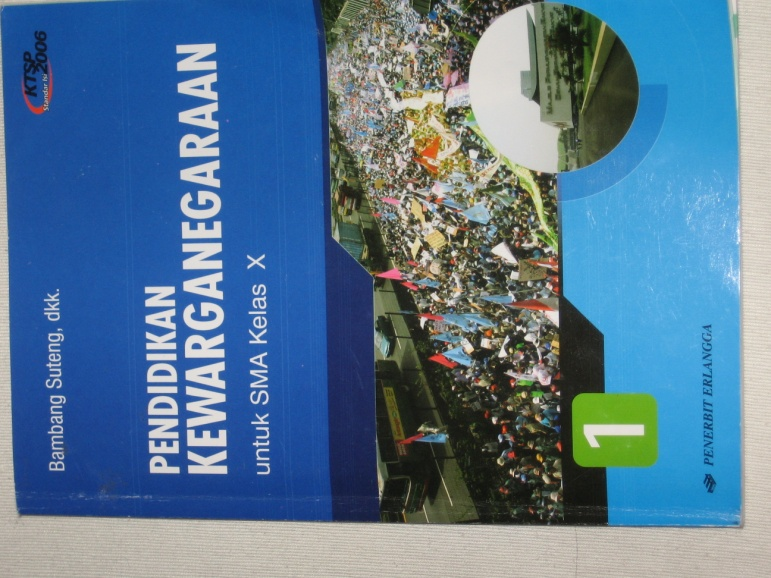 Bambang Suteng, dkk.
KTSP
2006
Standar Isi
PENDIDIKAN
KEWARGANEGARAAN
untuk SMA Kelas X
1
PENERBIT ERLANGGA